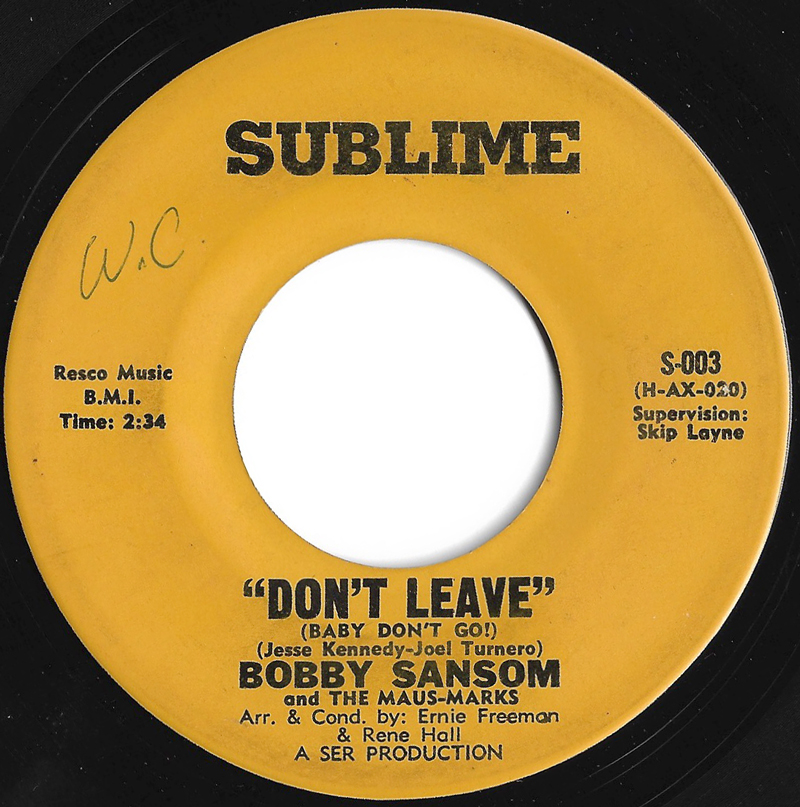 SUBLIME
W.C.
Resco Music
B.M.I.
Time: 2:34
S-003
(H-AX-020)
Supervision:
Skip Layne
"DON'T LEAVE"
(BABY DON'T GO!)
(Jesse Kennedy-Joel Turnero)
BOBBY SANSOM
and THE MAUS-MARKS
Arr. & Cond. by: Ernie Freeman
& Rene Hall
A SER PRODUCTION